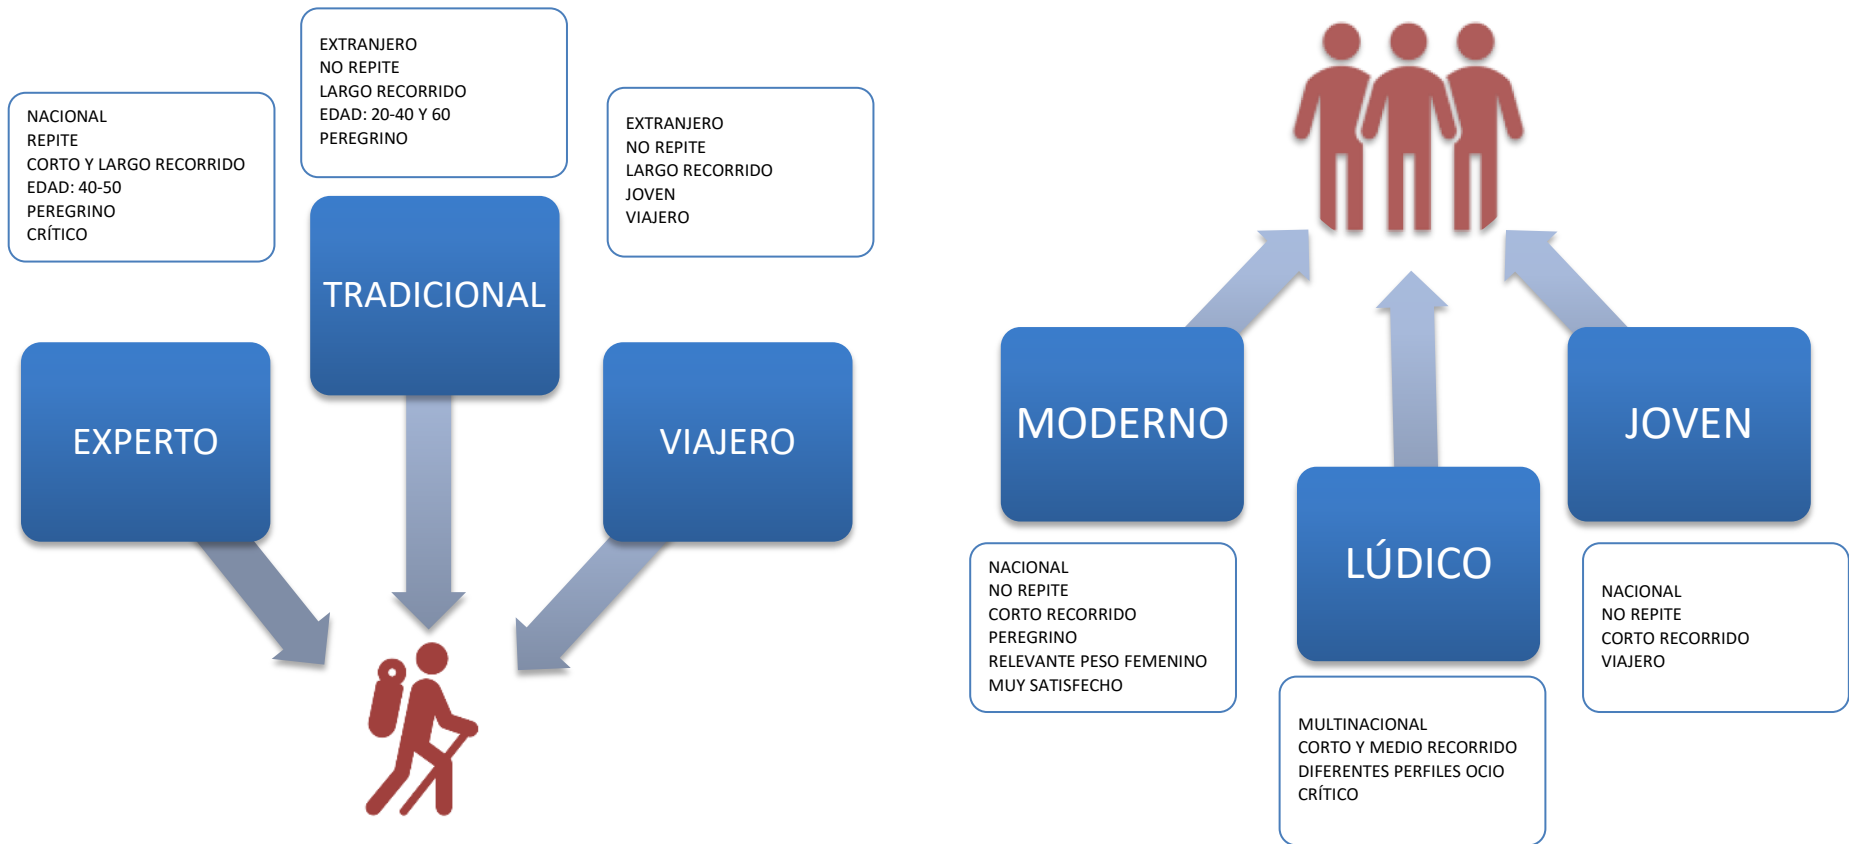 EXTRANJERO
NO REPITE
LARGO RECORRIDO
EDAD: 20-40 Y 60
PEREGRINO
NACIONAL
REPITE
CORTO Y LARGO RECORRIDO
EDAD: 40-50
PEREGRINO
CRÍTICO
EXTRANJERO
NO REPITE
LARGO RECORRIDO
JOVEN
VIAJERO
TRADICIONAL
EXPERTO
VIAJERO
MODERNO
JOVEN
LÚDICO
NACIONAL
NO REPITE
CORTO RECORRIDO
PEREGRINO
RELEVANTE PESO FEMENINO
MUY SATISFECHO
NACIONAL
NO REPITE
CORTO RECORRIDO
VIAJERO
MULTINACIONAL
CORTO Y MEDIO RECORRIDO
DIFERENTES PERFILES OCIO
CRÍTICO